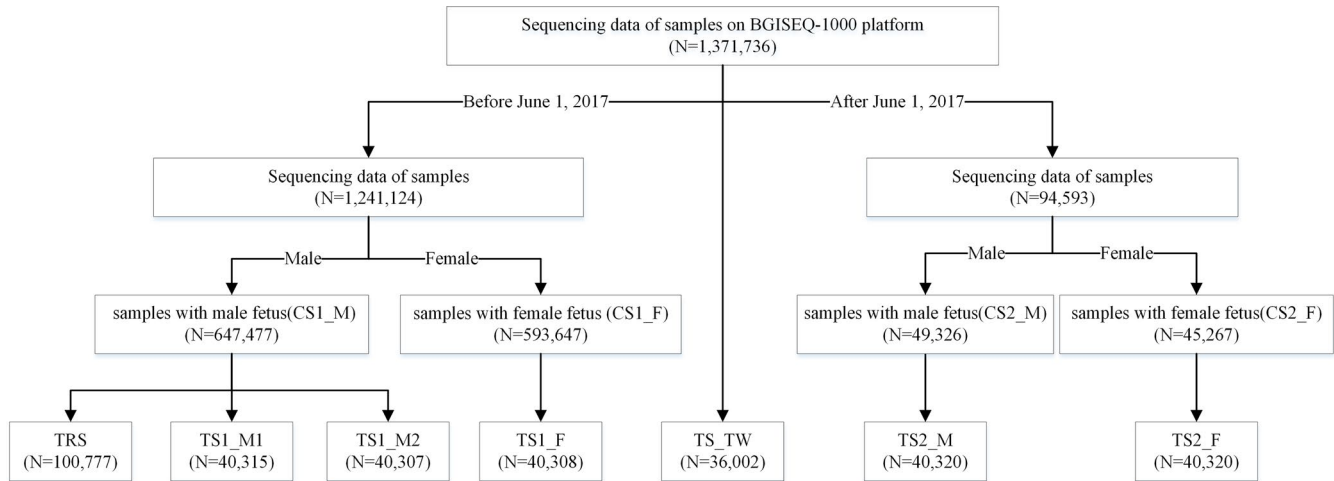 Sequencing data of samples on BGISEQ-1000 platform
(N=1,371,736)
Before June 1, 2017
After June 1, 2017
Sequencing data of samples
(N=1,241,124)
Sequencing data of samples
(N=94,593)
Male
Female
Male
Female
samples with male fetus(CS1_M)
(N=647,477)
samples with female fetus (CS1_F)
(N=593,647)
samples with male fetus(CS2_M)
(N=49,326)
samples with female fetus(CS2_F)
(N=45,267)
TRS
(N=100,777)
TS1_M1
(N=40,315)
TS1_M2
(N=40,307)
TS1_F
(N=40,308)
TS_TW
(N=36,002)
TS2_M
(N=40,320)
TS2_F
(N=40,320)